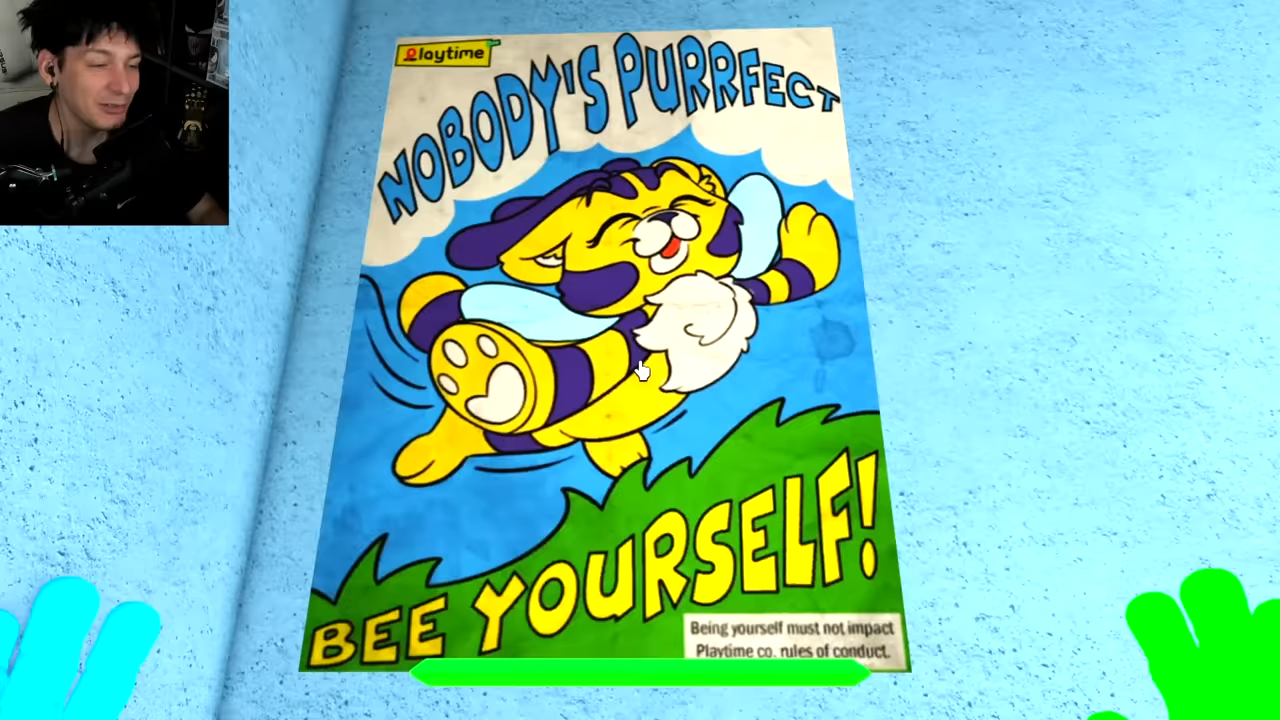 Playtime
NOBODY'S PURRFECT
BEE YOURSELF!
Being yourself must not impact
Playtime co. rules of conduct.